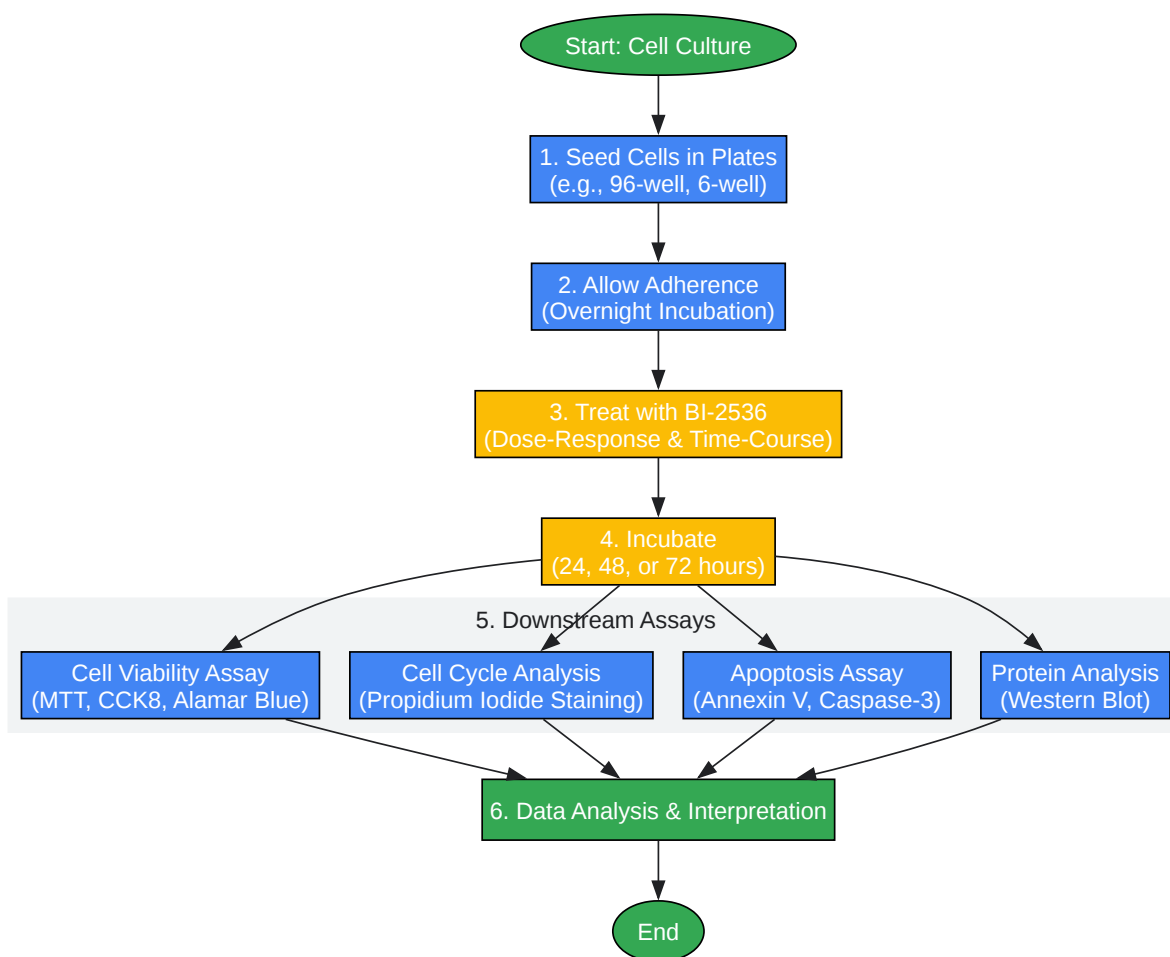 Start: Cell Culture
1. Seed Cells in Plates
(e.g., 96-well, 6-well)
2. Allow Adherence
(Overnight Incubation)
3. Treat with BI-2536
(Dose-Response & Time-Course)
4. Incubate
(24, 48, or 72 hours)
5. Downstream Assays
Cell Viability Assay
(MTT, CCK8, Alamar Blue)
Cell Cycle Analysis
(Propidium Iodide Staining)
Apoptosis Assay
(Annexin V, Caspase-3)
Protein Analysis
(Western Blot)
6. Data Analysis & Interpretation
End